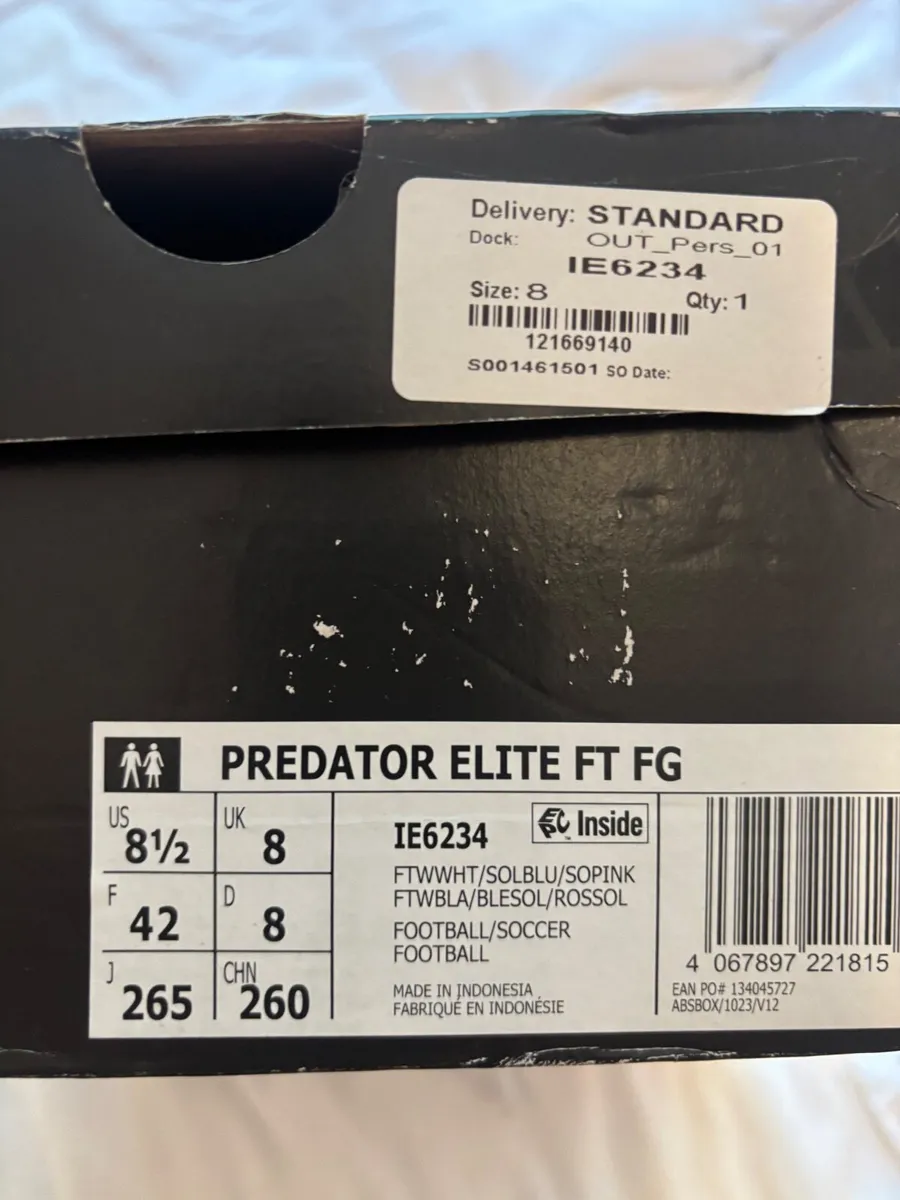 Delivery: STANDARD
Dock: OUT_Pers_01
IE6234
Size: 8 Qty: 1
121669140
S001461501 SO Date:
PREDATOR ELITE FT FG
US 8½ UK 8
F 42 D 8
J 265 CHN 260
IE6234 Inside
FTWWHT/SOLBLU/SOPINK
FTWBLA/BLESOL/ROSSOL
FOOTBALL/SOCCER
FOOTBALL
MADE IN INDONESIA
FABRIQUÉ EN INDONÉSIE
4 067897 221815
EAN PO# 134045727
ABSBOX/1023/V12